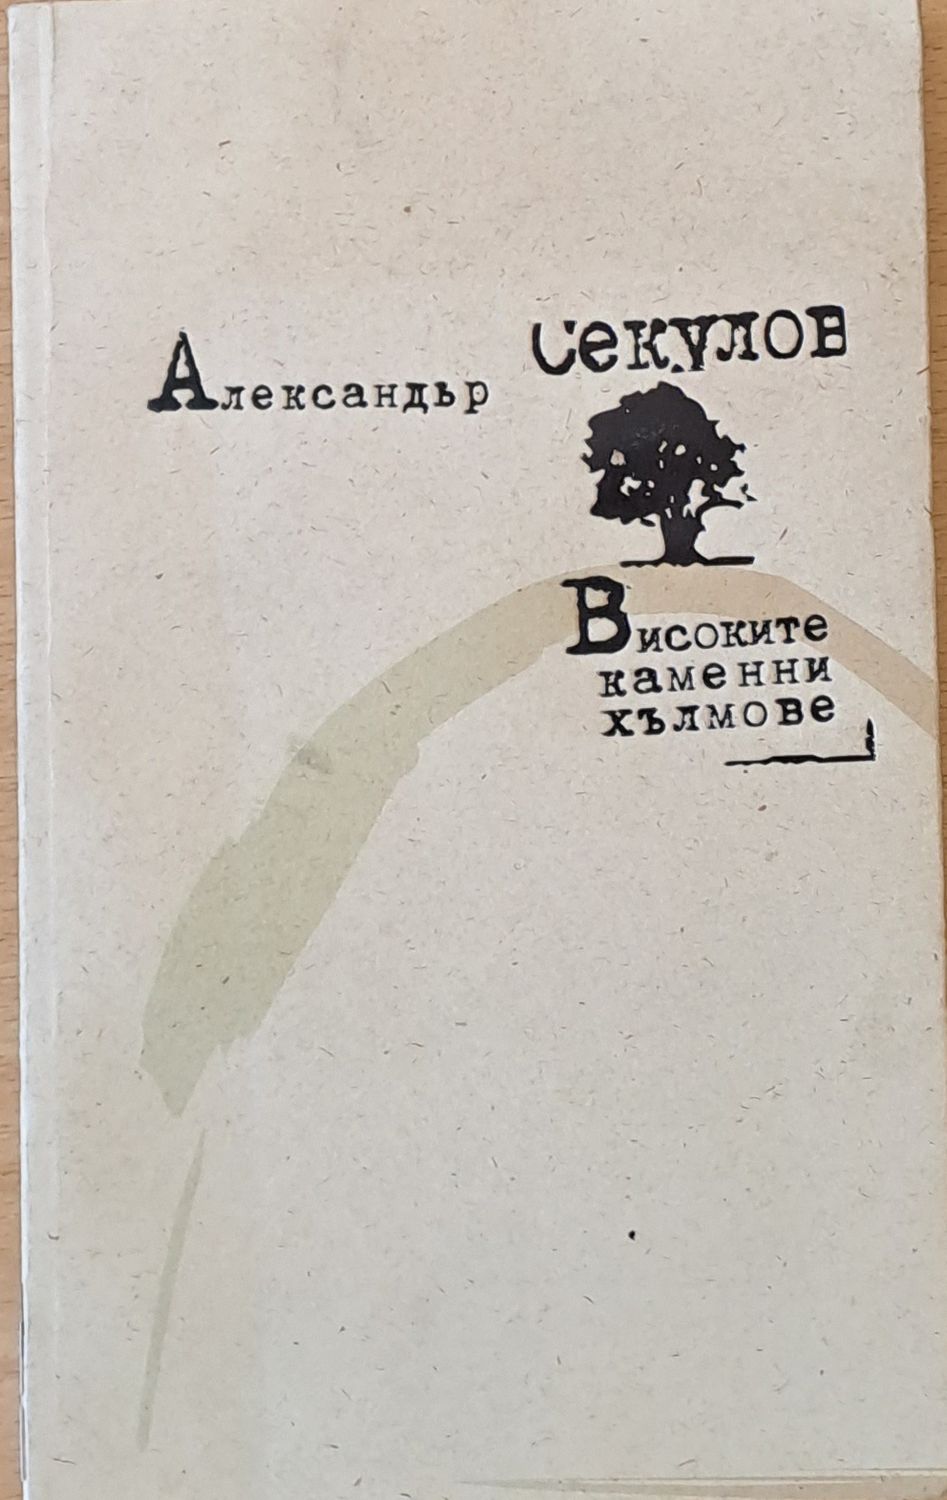 Александър
Секулов
Високите
каменни
хълмове